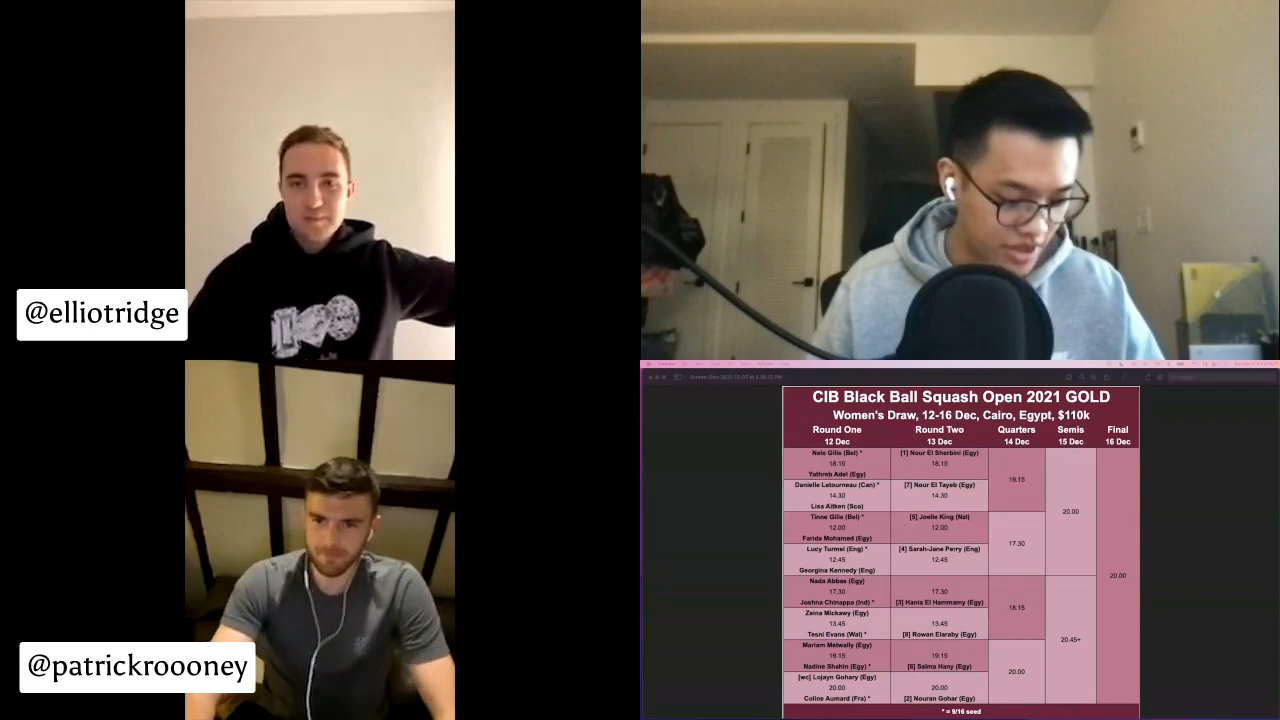 @elliotridge
@patrickroooney
CIB Black Ball Squash Open 2021 GOLD
Women's Draw, 12-16 Dec, Cairo, Egypt, $110k
Round One Round Two Quarters Semis Final
12 Dec 13 Dec 14 Dec 15 Dec 16 Dec
Nele Gilis (Bel) * [1] Nour El Sherbini (Egy)
18.15 18.15
Yathreb Adel (Egy)
19.15
Danielle Letourneau (Can) * [7] Nour El Tayeb (Egy)
14.30 14.30
Lisa Aitken (Sco)
20.00
Tinne Gilis (Bel) * [5] Joelle King (Nzl)
12.00 12.00
Farida Mohamed (Egy)
17.30
Lucy Turmel (Eng) * [4] Sarah-Jane Perry (Eng)
12.45 12.45
Georgina Kennedy (Eng)
20.00
Nada Abbas (Egy)
17.30 17.30
Joshna Chinappa (Ind) * [3] Hania El Hammamy (Egy)
18.15
Zeina Mickawy (Egy)
13.45 13.45
Tesni Evans (Wal) * [8] Rowan Elaraby (Egy)
20.45+
Mariam Metwally (Egy)
19.15 19.15
Nadine Shahin (Egy) * [6] Salma Hany (Egy)
20.00
[wc] Lojayn Gohary (Egy)
20.00 20.00
Coline Aumard (Fra) * [2] Nouran Gohar (Egy)
* = 9/16 seed